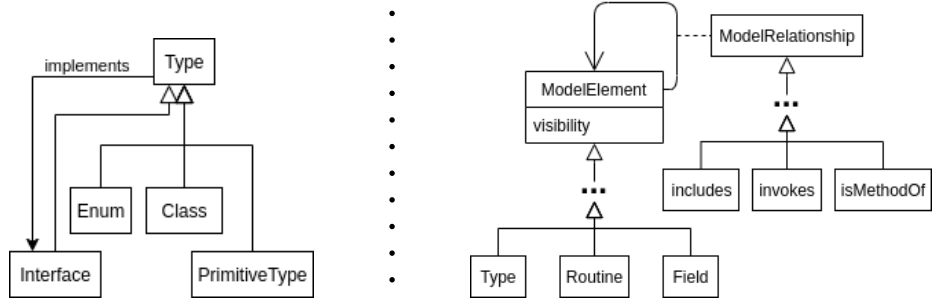 implements
Type
Enum
Class
Interface
PrimitiveType
ModelRelationship
ModelElement
visibility
...
...
includes
invokes
isMethodOf
Type
Routine
Field